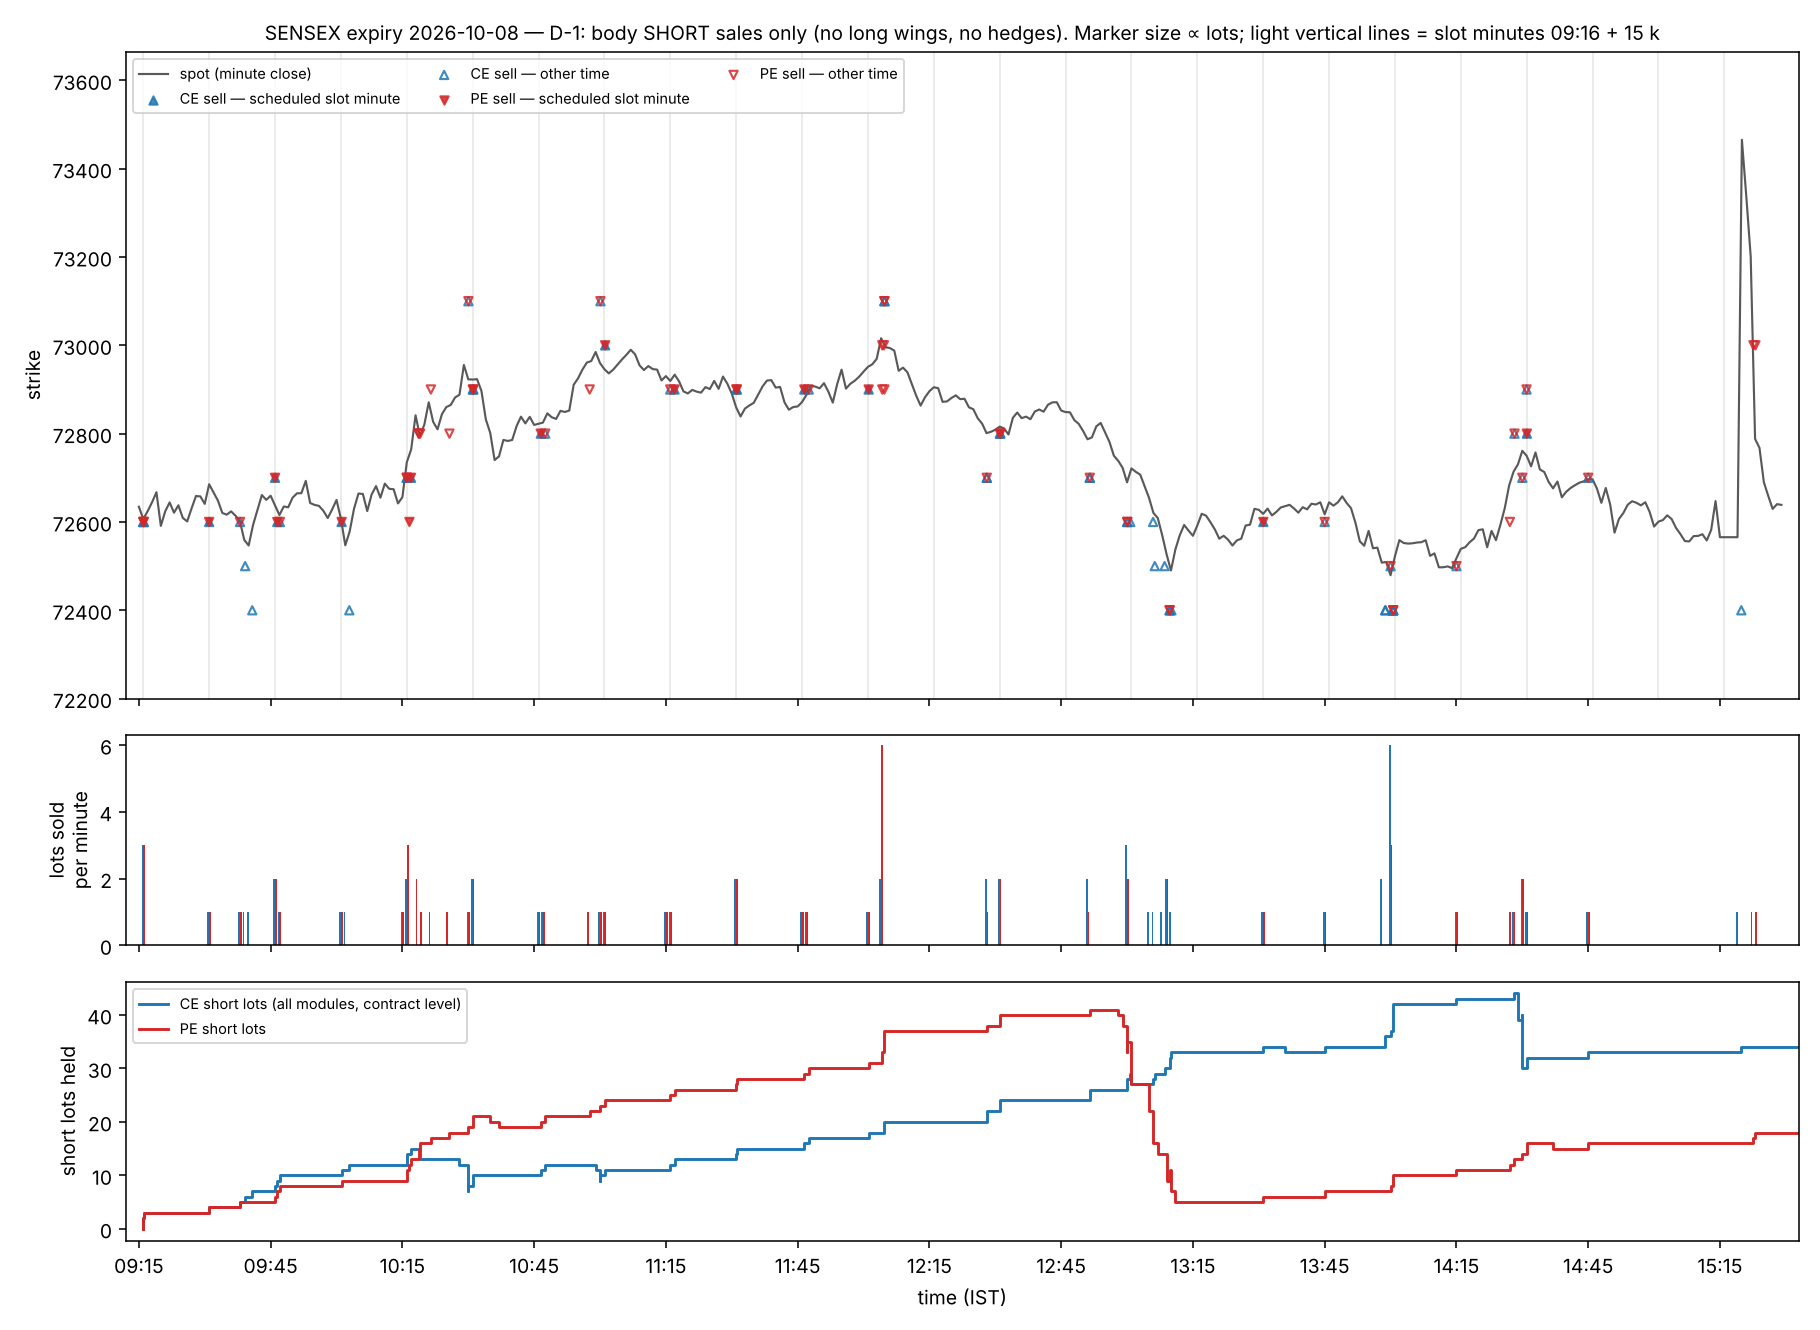 SENSEX expiry 2026-10-08 — D-1: body SHORT sales only (no long wings, no hedges). Marker size ∝ lots; light vertical lines = slot minutes 09:16 + 15 k
spot (minute close)
CE sell — scheduled slot minute
CE sell — other time
PE sell — scheduled slot minute
PE sell — other time
strike
73600
73400
73200
73000
72800
72600
72400
72200
lots sold
per minute
6
4
2
0
CE short lots (all modules, contract level)
PE short lots
short lots held
40
30
20
10
0
09:15
09:45
10:15
10:45
11:15
11:45
12:15
12:45
13:15
13:45
14:15
14:45
15:15
time (IST)